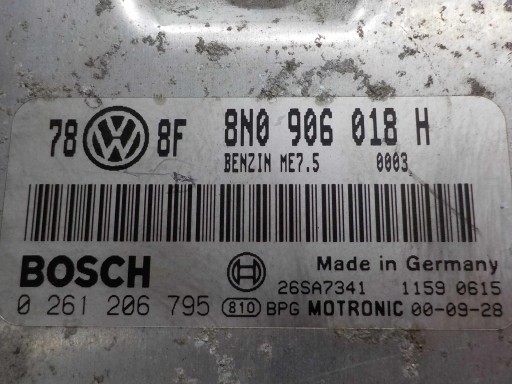 78 VW 8F 8N0 906 018 H
BENZIN ME7.5 0003
BOSCH Made in Germany
26SA7341 1159 0615
0 261 206 795 810 BPG MOTRONIC 00-09-28